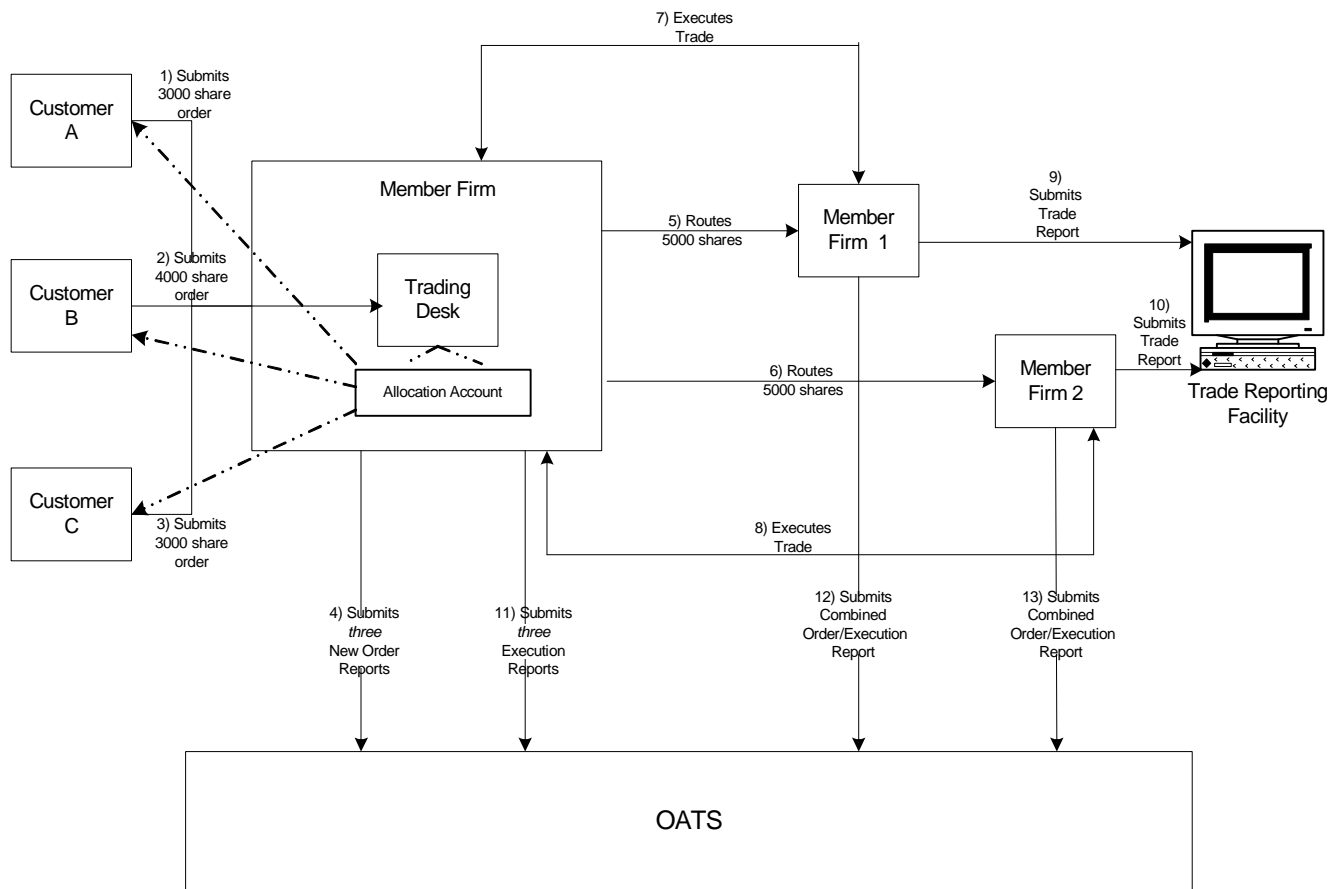 7) Executes
Trade
1) Submits
3000 share
order
Customer
A
Member Firm
9)
Submits
Trade
Report
Member
Firm 1
5) Routes
5000 shares
2) Submits
4000 share
order
Customer
B
Trading
Desk
10)
Submits
Trade
Report
Member
Firm 2
6) Routes
5000 shares
Allocation Account
Trade Reporting
Facility
Customer
C
3) Submits
3000 share
order
8) Executes
Trade
4) Submits
three
New Order
Reports
11) Submits
three
Execution
Reports
12) Submits
Combined
Order/Execution
Report
13) Submits
Combined
Order/Execution
Report
OATS